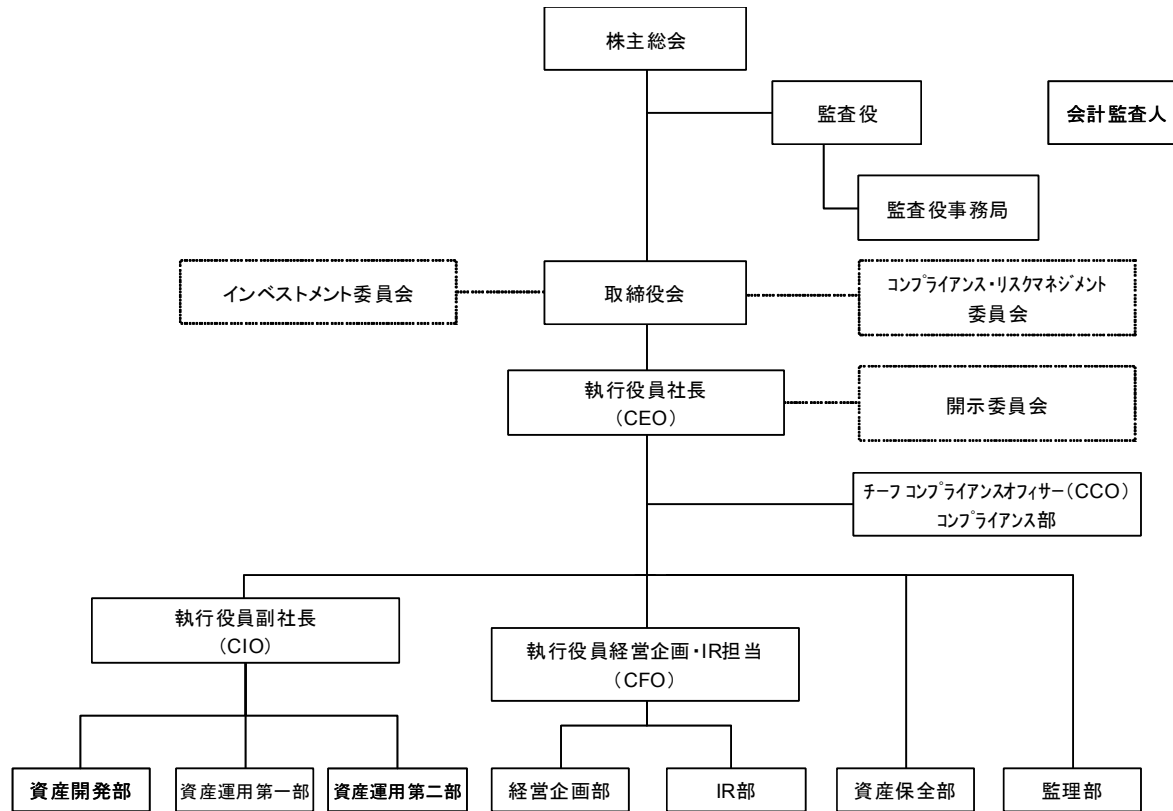 株主総会
監査役
会計監査人
監査役事務局
インベストメント委員会
取締役会
コンプライアンス・リスクマネジメント
委員会
執行役員社長
(CEO)
開示委員会
チーフ コンプライアンスオフィサー(CCO)
コンプライアンス部
執行役員副社長
(CIO)
執行役員経営企画・IR担当
(CFO)
資産開発部
資産運用第一部
資産運用第二部
経営企画部
IR部
資産保全部
監理部